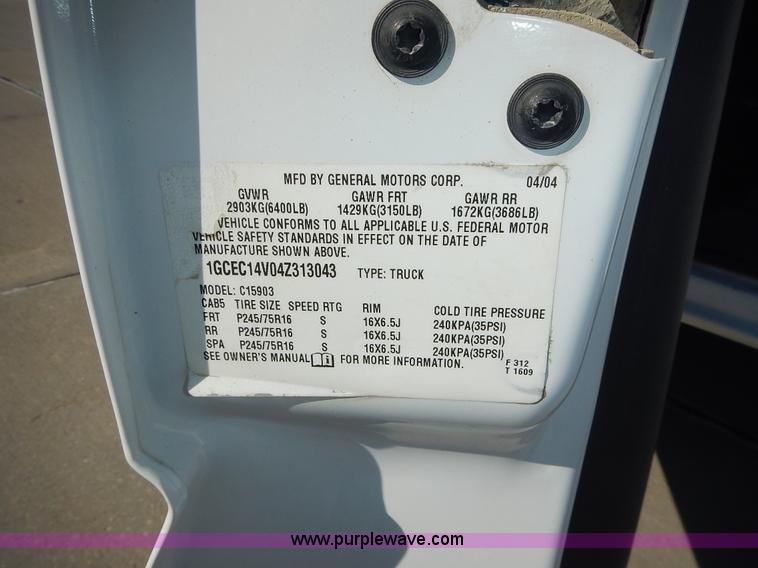 MFD BY GENERAL MOTORS CORP. 04/04
GVWR GAWR FRT GAWR RR
2903KG(6400LB) 1429KG(3150LB) 1672KG(3686LB)
VEHICLE CONFORMS TO ALL APPLICABLE U.S. FEDERAL MOTOR
VEHICLE SAFETY STANDARDS IN EFFECT ON THE DATE OF
MANUFACTURE SHOWN ABOVE.
1GCEC14V04Z313043 TYPE: TRUCK
MODEL: C15903
CAB5 TIRE SIZE SPEED RTG RIM COLD TIRE PRESSURE
FRT P245/75R16 S 16X6.5J 240KPA(35PSI)
RR P245/75R16 S 16X6.5J 240KPA(35PSI)
SPA P245/75R16 S 16X6.5J 240KPA(35PSI)
SEE OWNER'S MANUAL FOR MORE INFORMATION.
F 312
T 1609
www.purplewave.com